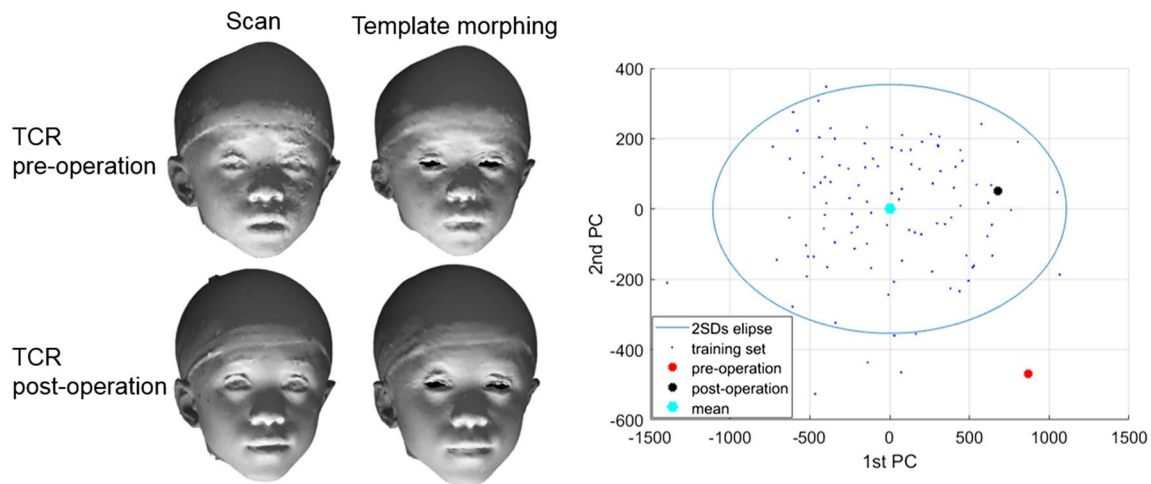 Scan
Template morphing
TCR
pre-operation
TCR
post-operation
400
200
0
-200
-400
-600
2nd PC
2SDs elipse
training set
pre-operation
post-operation
mean
-1500 -1000 -500 0 500 1000 1500
1st PC